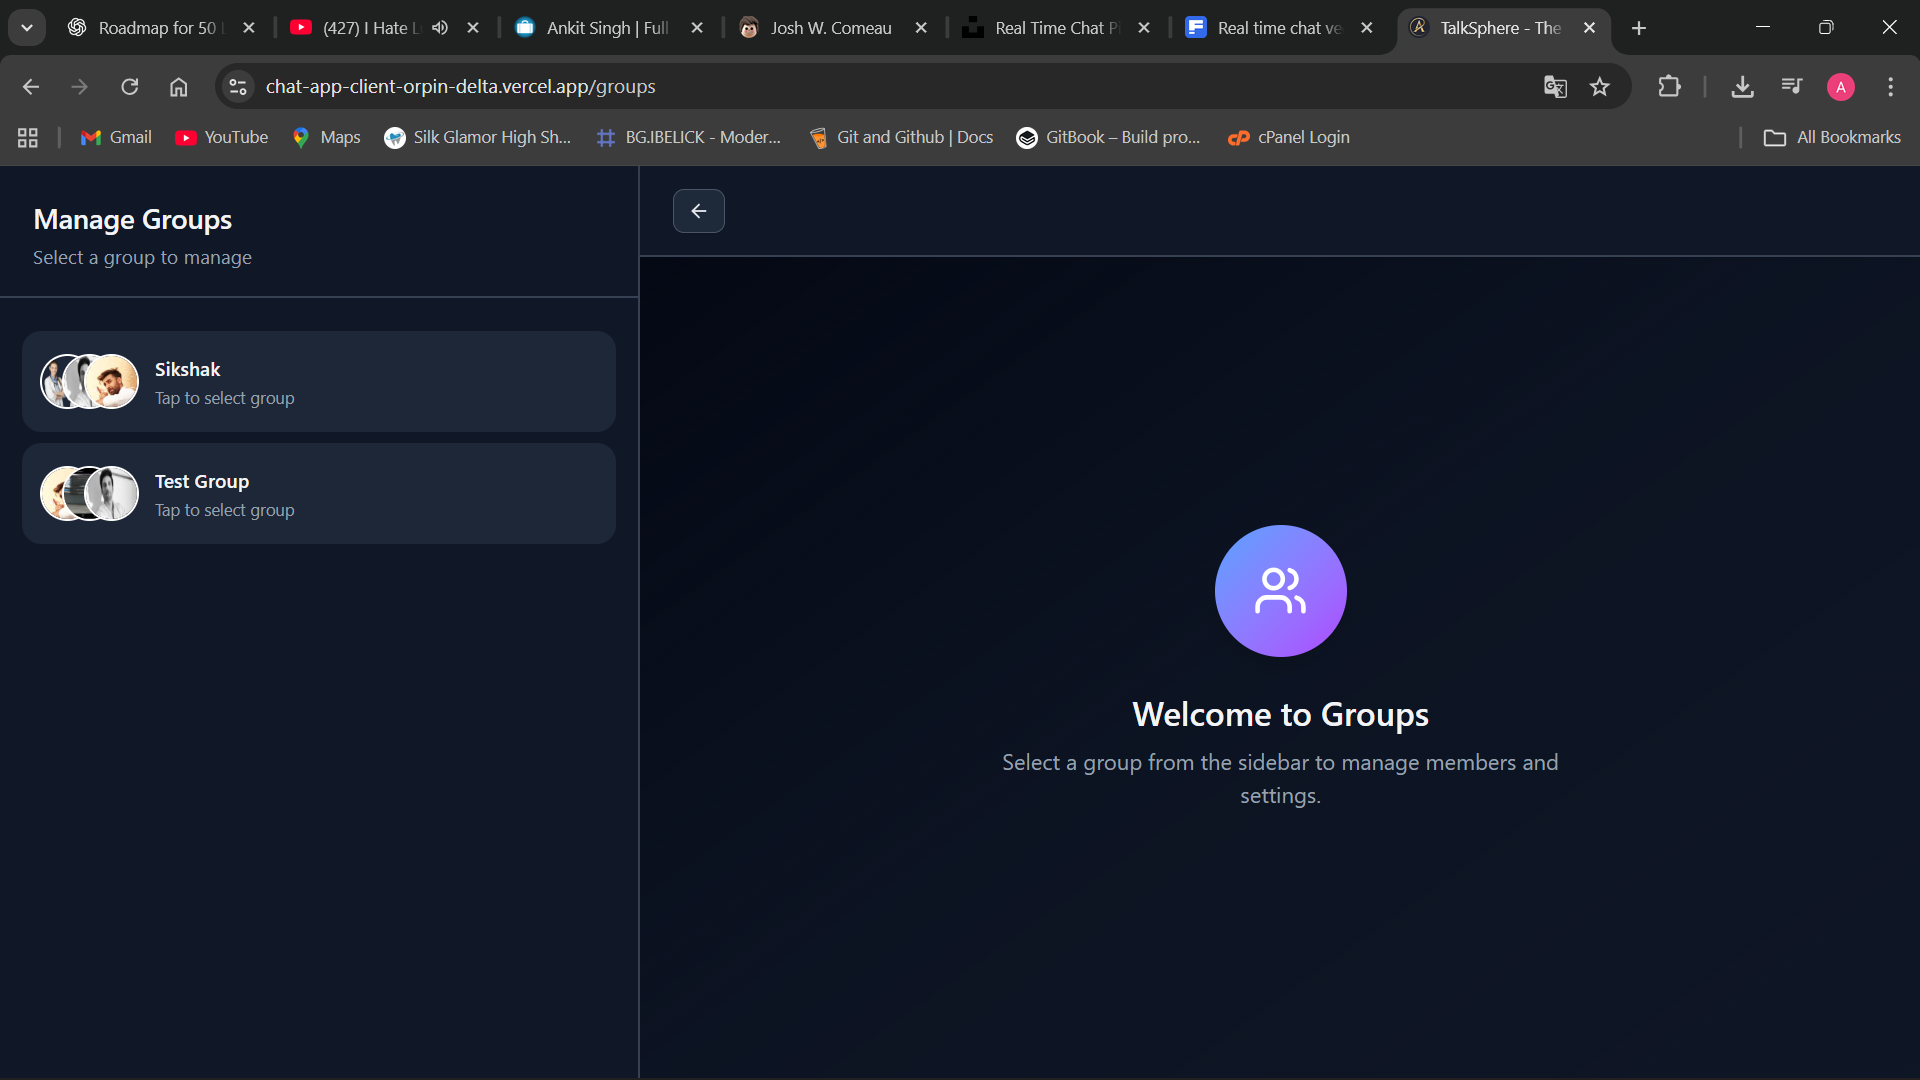 Roadmap for 50
(427) I Hate L
Ankit Singh | Full
Josh W. Comeau
Real Time Chat P
Real time chat ve
TalkSphere - The
chat-app-client-orpin-delta.vercel.app/groups
A
Gmail
YouTube
Maps
Silk Glamor High Sh...
BG.IBELICK - Moder...
Git and Github | Docs
GitBook – Build pro...
cPanel Login
All Bookmarks
Manage Groups
Select a group to manage
Sikshak
Tap to select group
Test Group
Tap to select group
Welcome to Groups
Select a group from the sidebar to manage members and
settings.